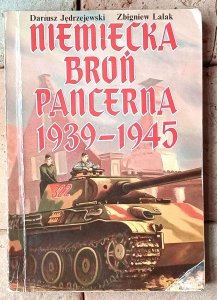 Dariusz Jędrzejewski Zbigniew Lalak
NIEMIECKA
BROŃ
PANCERNA
1939-1945